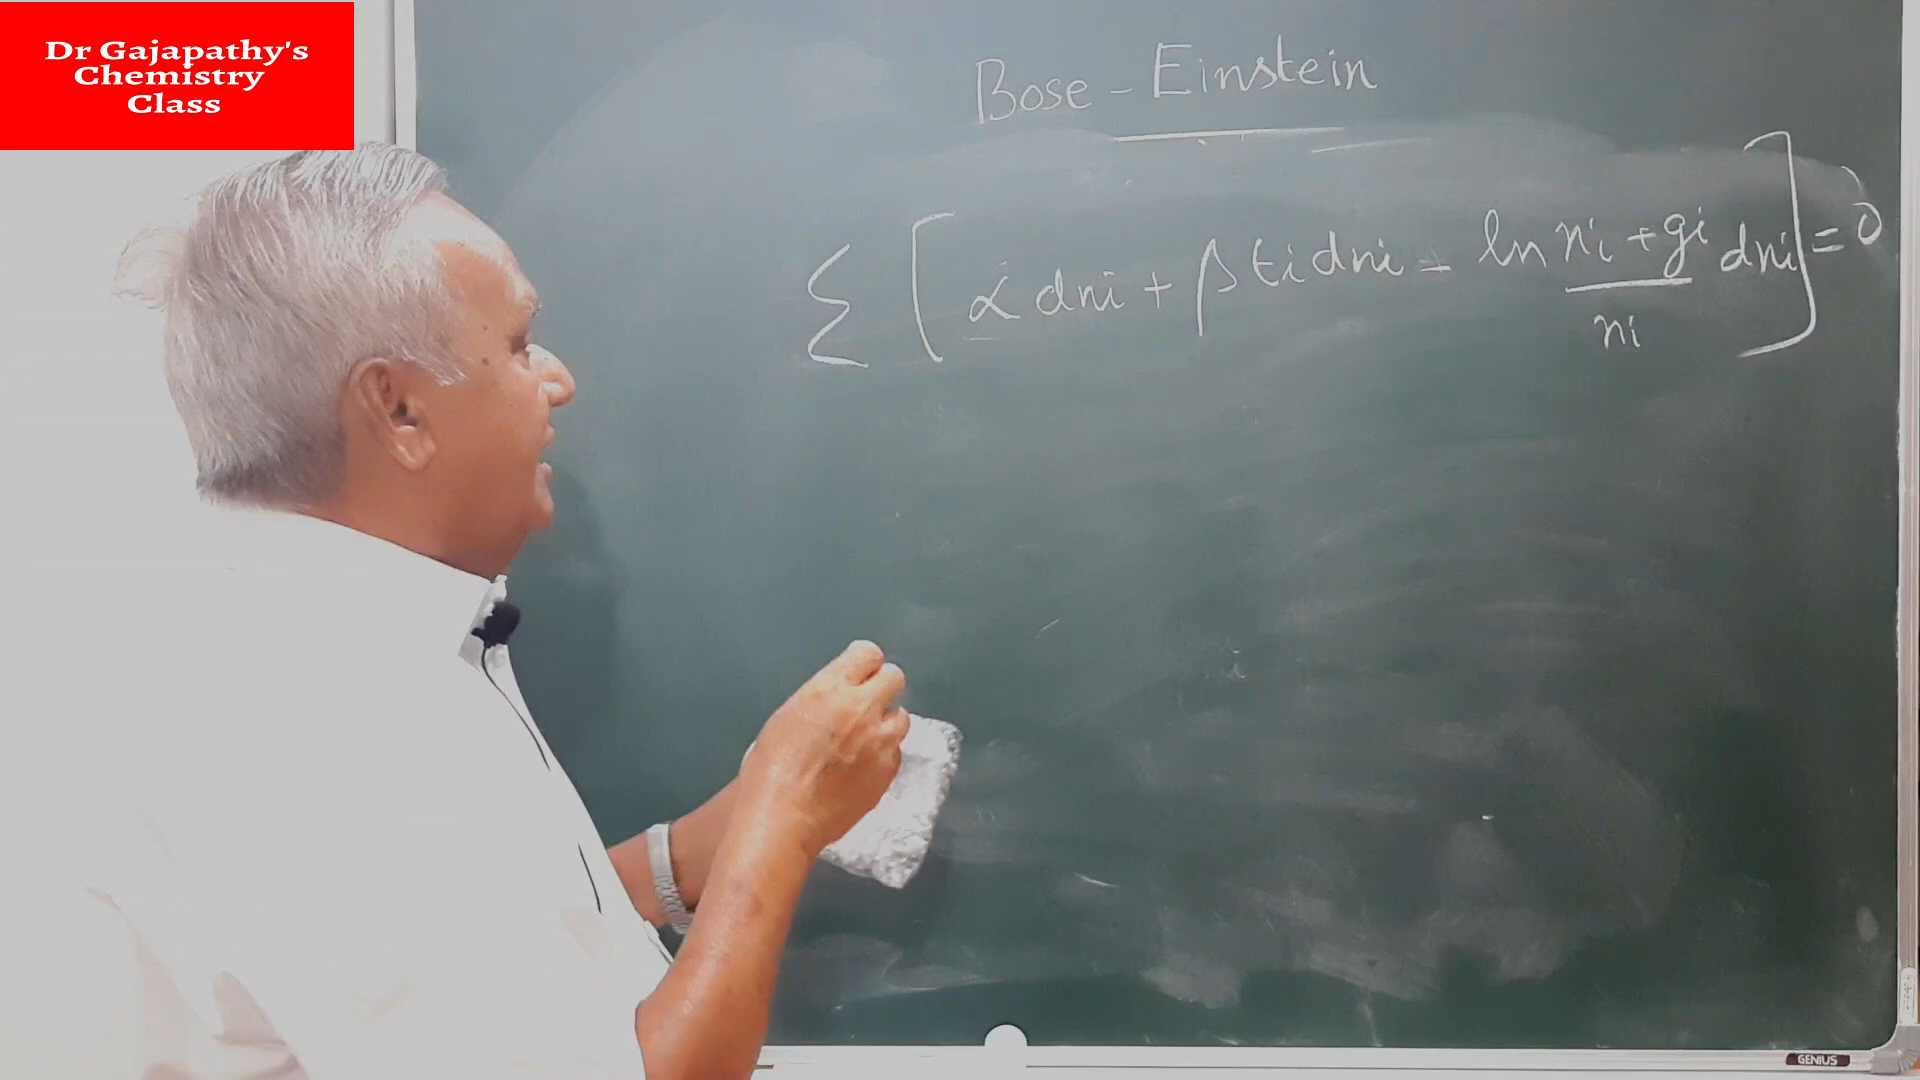 Dr Gajapathy's
Chemistry
Class
Bose - Einstein
Σ [ α dni + β ϵi dni - ln ni + gi / ni dni ] = 0
GENIUS